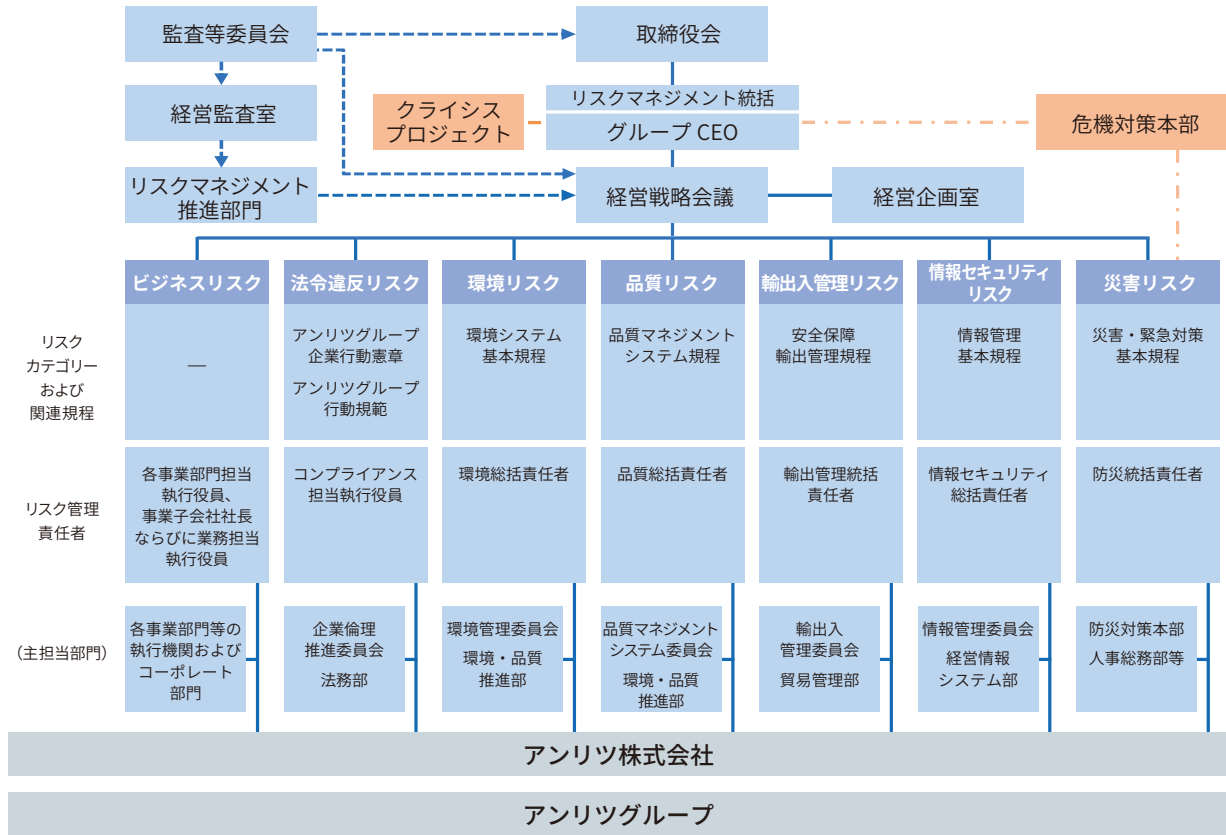 監査等委員会
取締役会
経営監査室
クライシス
プロジェクト
リスクマネジメント統括
グループ CEO
危機対策本部
リスクマネジメント
推進部門
経営戦略会議
経営企画室
ビジネスリスク
法令違反リスク
環境リスク
品質リスク
輸出入管理リスク
情報セキュリティ
リスク
災害リスク
リスク
カテゴリー
および
関連規程
―
アンリツグループ
企業行動憲章
アンリツグループ
行動規範
環境システム
基本規程
品質マネジメント
システム規程
安全保障
輸出管理規程
情報管理
基本規程
災害・緊急対策
基本規程
リスク管理
責任者
各事業部門担当
執行役員、
事業子会社社長
ならびに業務担当
執行役員
コンプライアンス
担当執行役員
環境総括責任者
品質総括責任者
輸出管理統括
責任者
情報セキュリティ
総括責任者
防災統括責任者
（主担当部門）
各事業部門等の
執行機関および
コーポレート
部門
企業倫理
推進委員会
法務部
環境管理委員会
環境・品質
推進部
品質マネジメント
システム委員会
環境・品質
推進部
輸出入
管理委員会
貿易管理部
情報管理委員会
経営情報
システム部
防災対策本部
人事総務部等
アンリツ株式会社
アンリツグループ